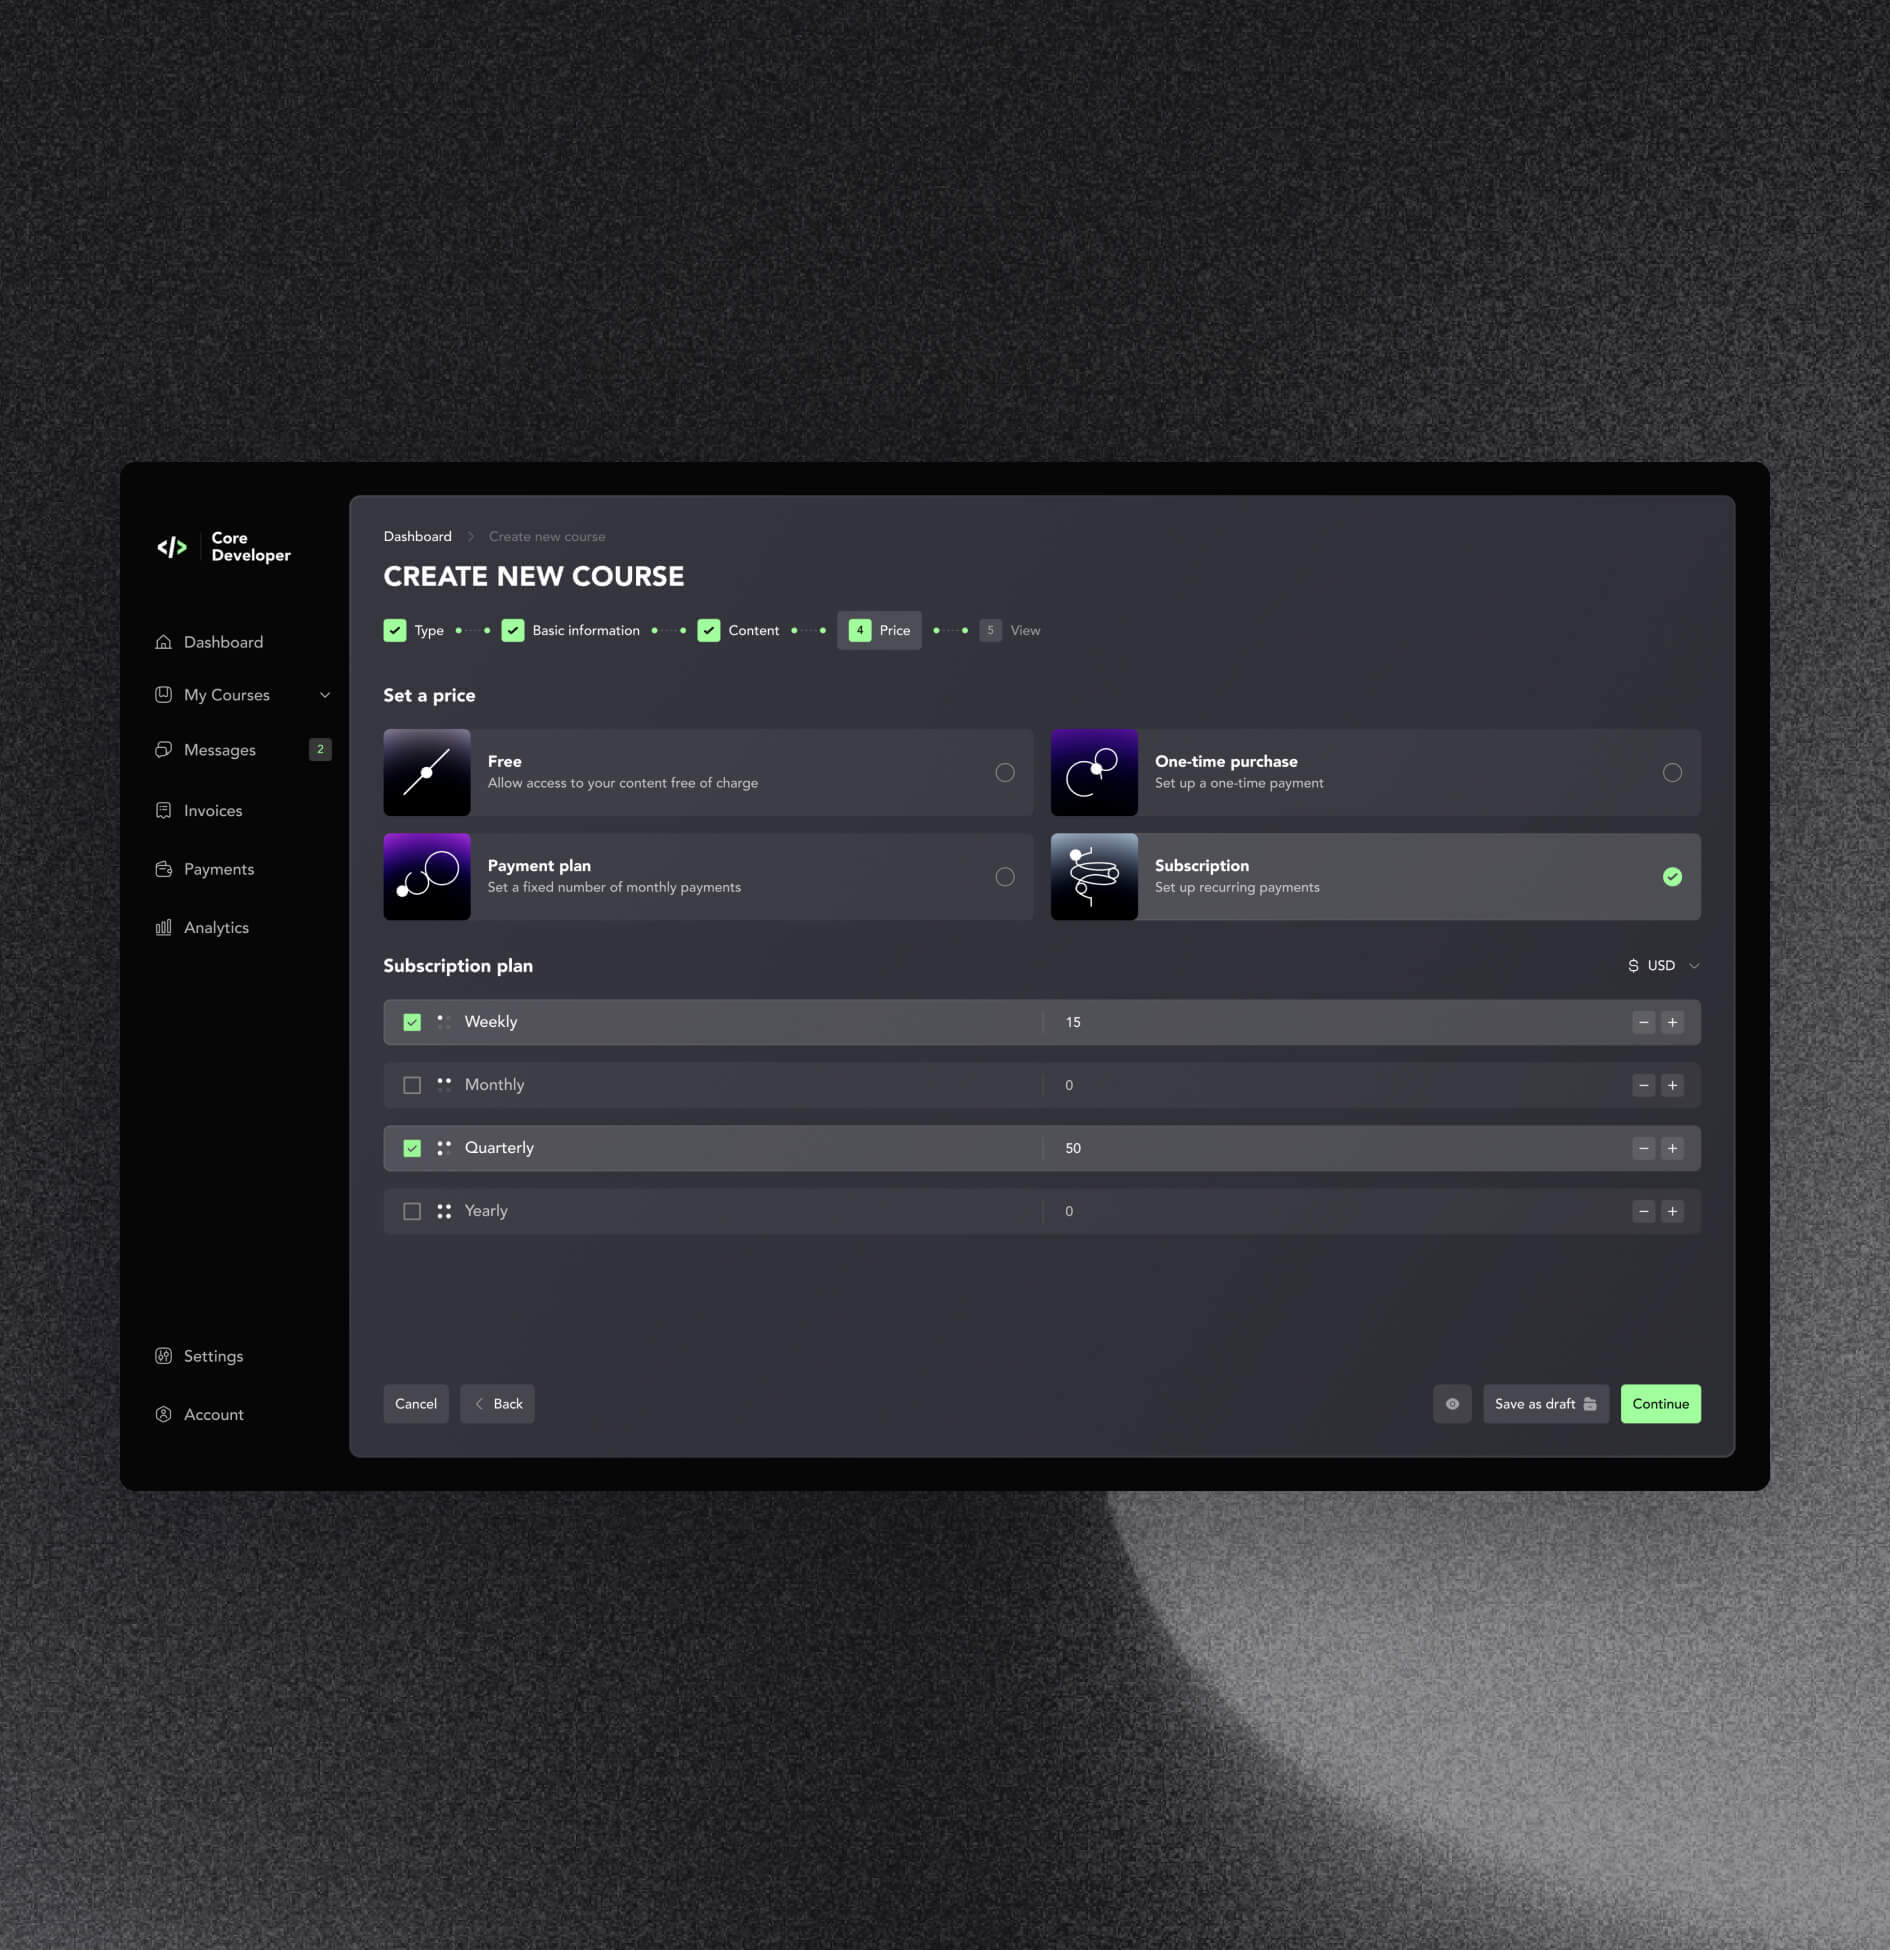 </> Core
Developer
Dashboard
My Courses
Messages 2
Invoices
Payments
Analytics
Settings
Account
Dashboard > Create new course
CREATE NEW COURSE
Type Basic information Content 4 Price 5 View
Set a price
Free
Allow access to your content free of charge
One-time purchase
Set up a one-time payment
Payment plan
Set a fixed number of monthly payments
Subscription
Set up recurring payments
Subscription plan $ USD
Weekly 15 − +
Monthly 0 − +
Quarterly 50 − +
Yearly 0 − +
Cancel < Back Save as draft Continue